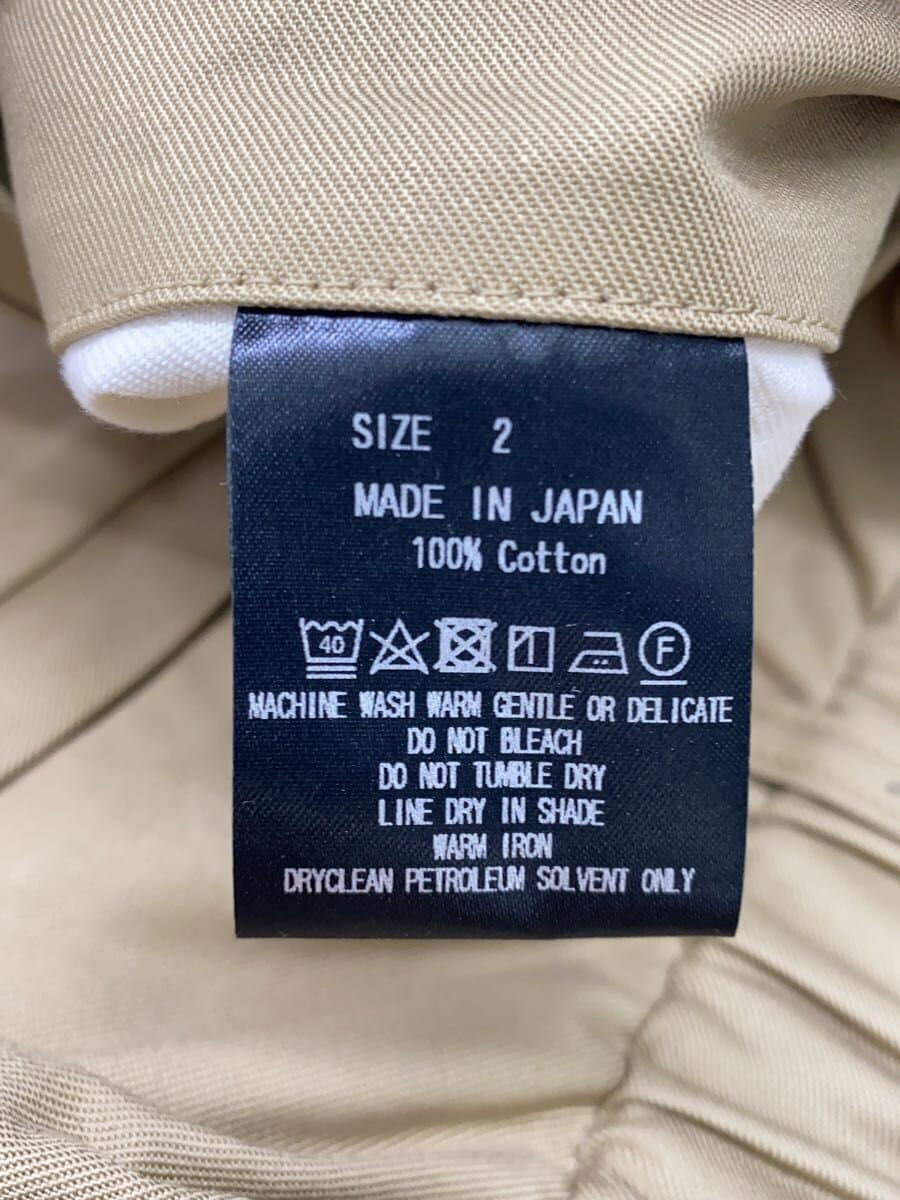 SIZE 2
MADE IN JAPAN
100% Cotton
40 F
MACHINE WASH WARM GENTLE OR DELICATE
DO NOT BLEACH
DO NOT TUMBLE DRY
LINE DRY IN SHADE
WARM IRON
DRYCLEAN PETROLEUM SOLVENT ONLY